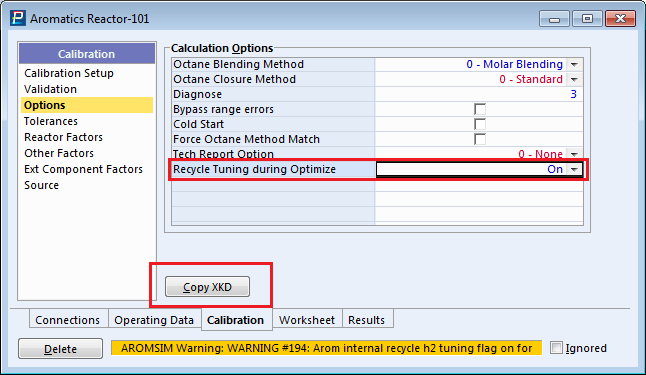 Aromatics Reactor-101
Calibration
Calibration Setup
Validation
Options
Tolerances
Reactor Factors
Other Factors
Ext Component Factors
Source
Calculation Options
Octane Blending Method 0 - Molar Blending
Octane Closure Method 0 - Standard
Diagnose 3
Bypass range errors
Cold Start
Force Octane Method Match
Tech Report Option 0 - None
Recycle Tuning during Optimize On
Copy XKD
Connections Operating Data Calibration Worksheet Results
Delete AROMSIM Warning: WARNING #194: Arom internal recycle h2 tuning flag on for Ignored